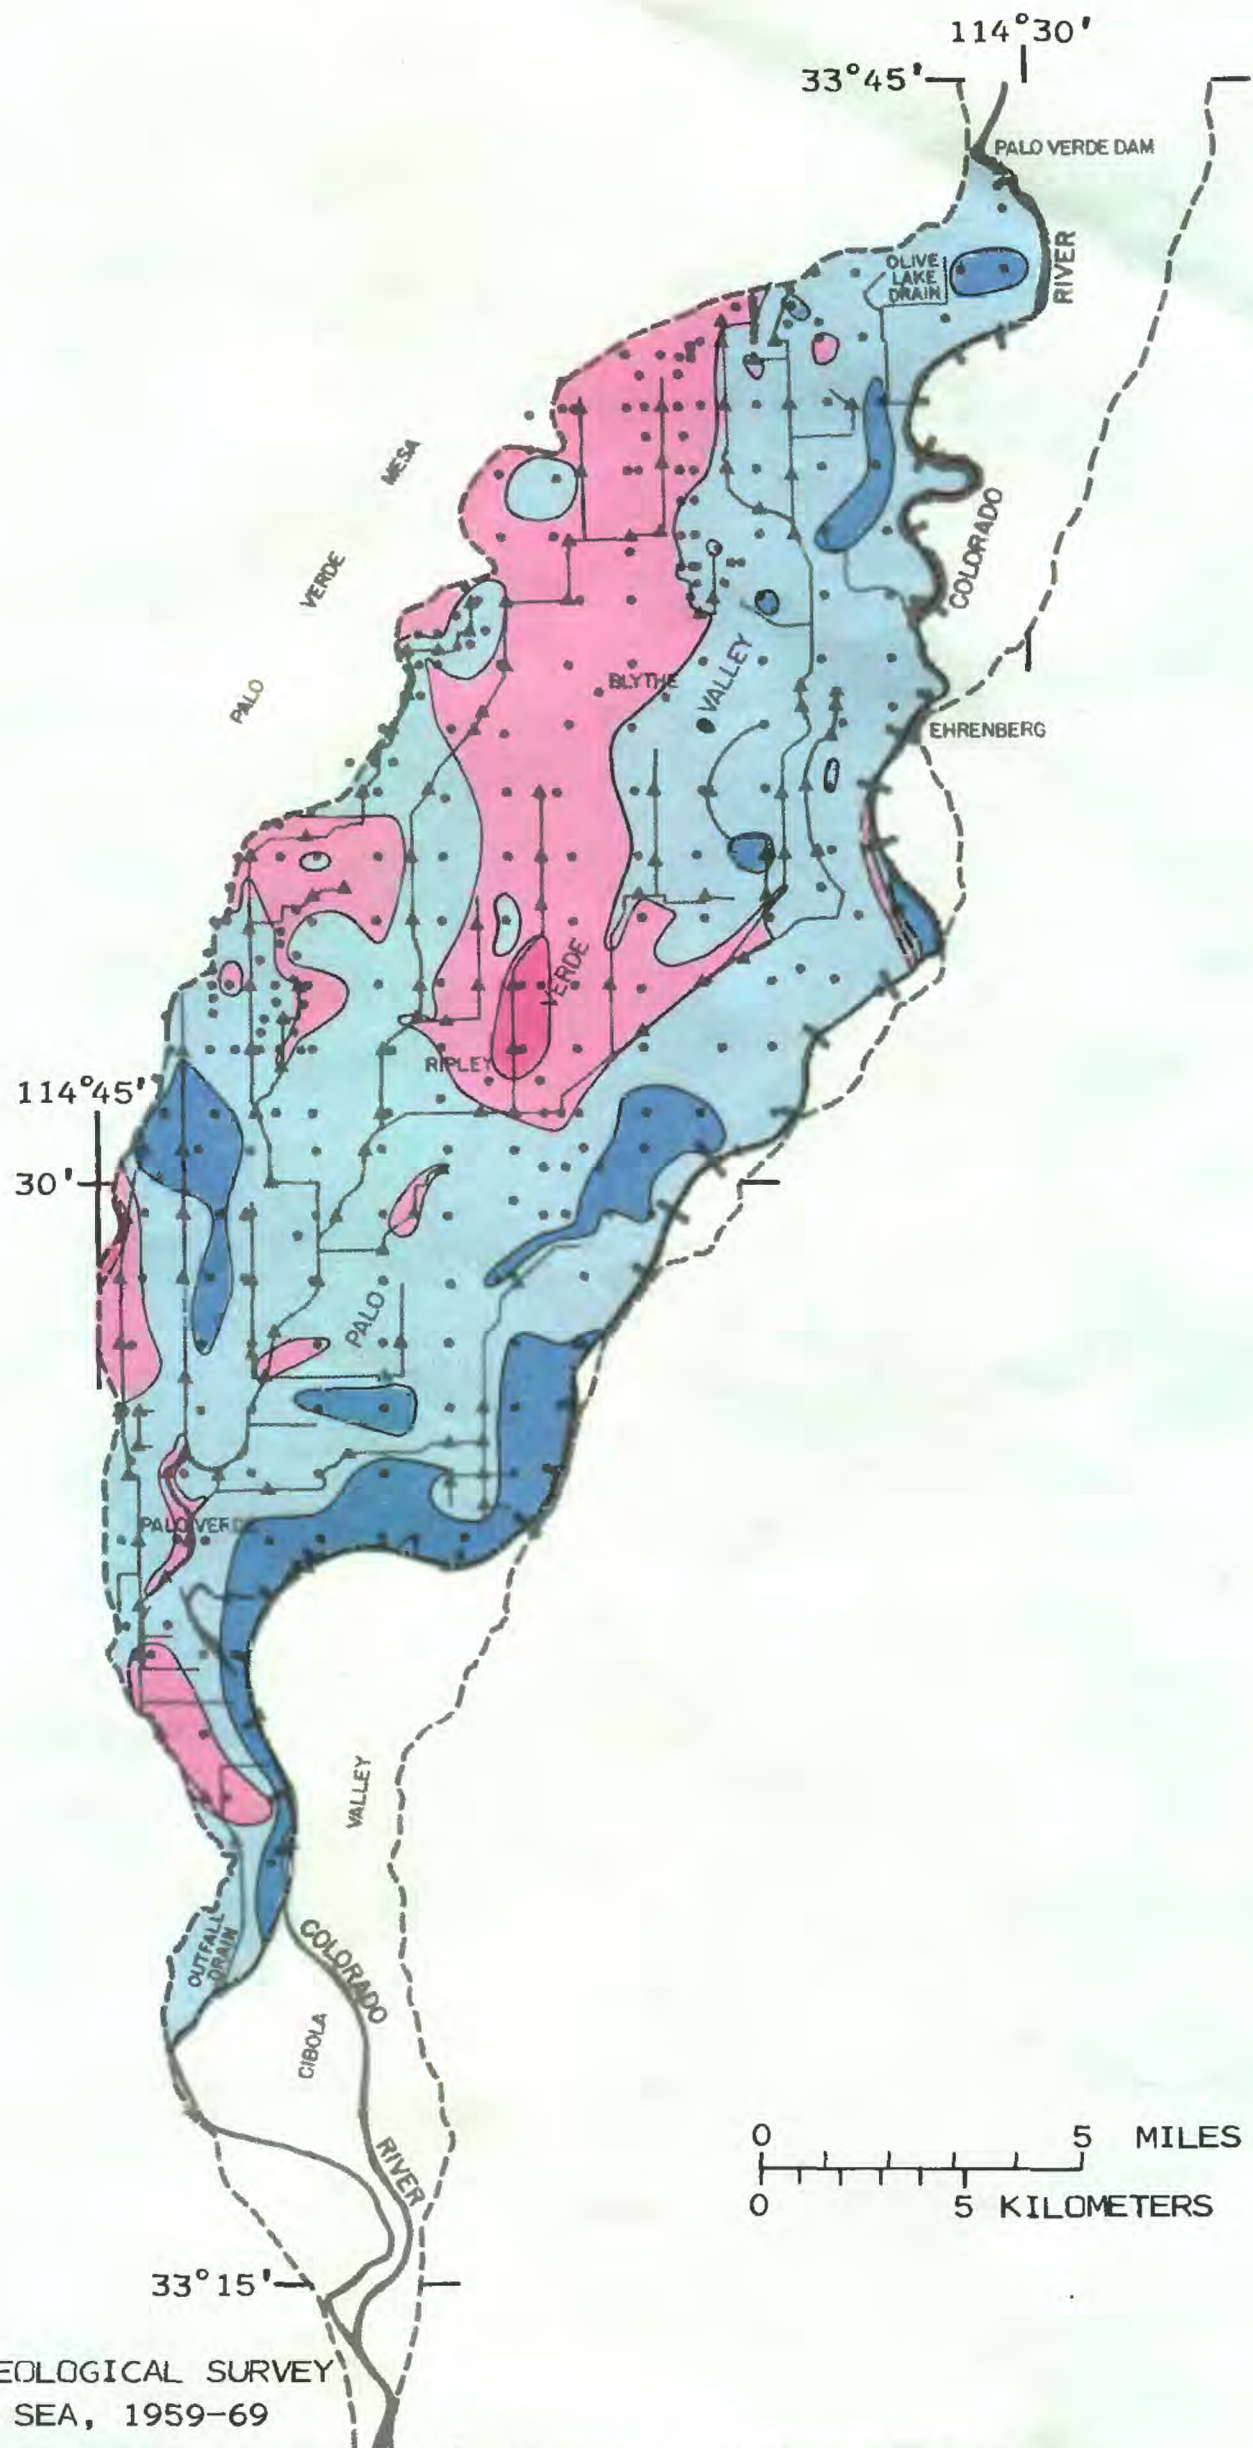 114°30'
33°45'
PALO VERDE DAM
RIVER
OLIVE
LAKE
DRAIN
MESA
VERDE
PALO
COLORADO
VALLEY
BLYTHE
EHRENBERG
VERDE
RIPLEY
114°45'
30'
PALO
PALO VERDE
VALLEY
OUTFALL
DRAIN
COLORADO
CIBOLA
RIVER
0 5 MILES
0 5 KILOMETERS
33°15'
EOLOGICAL SURVEY
SEA, 1959-69